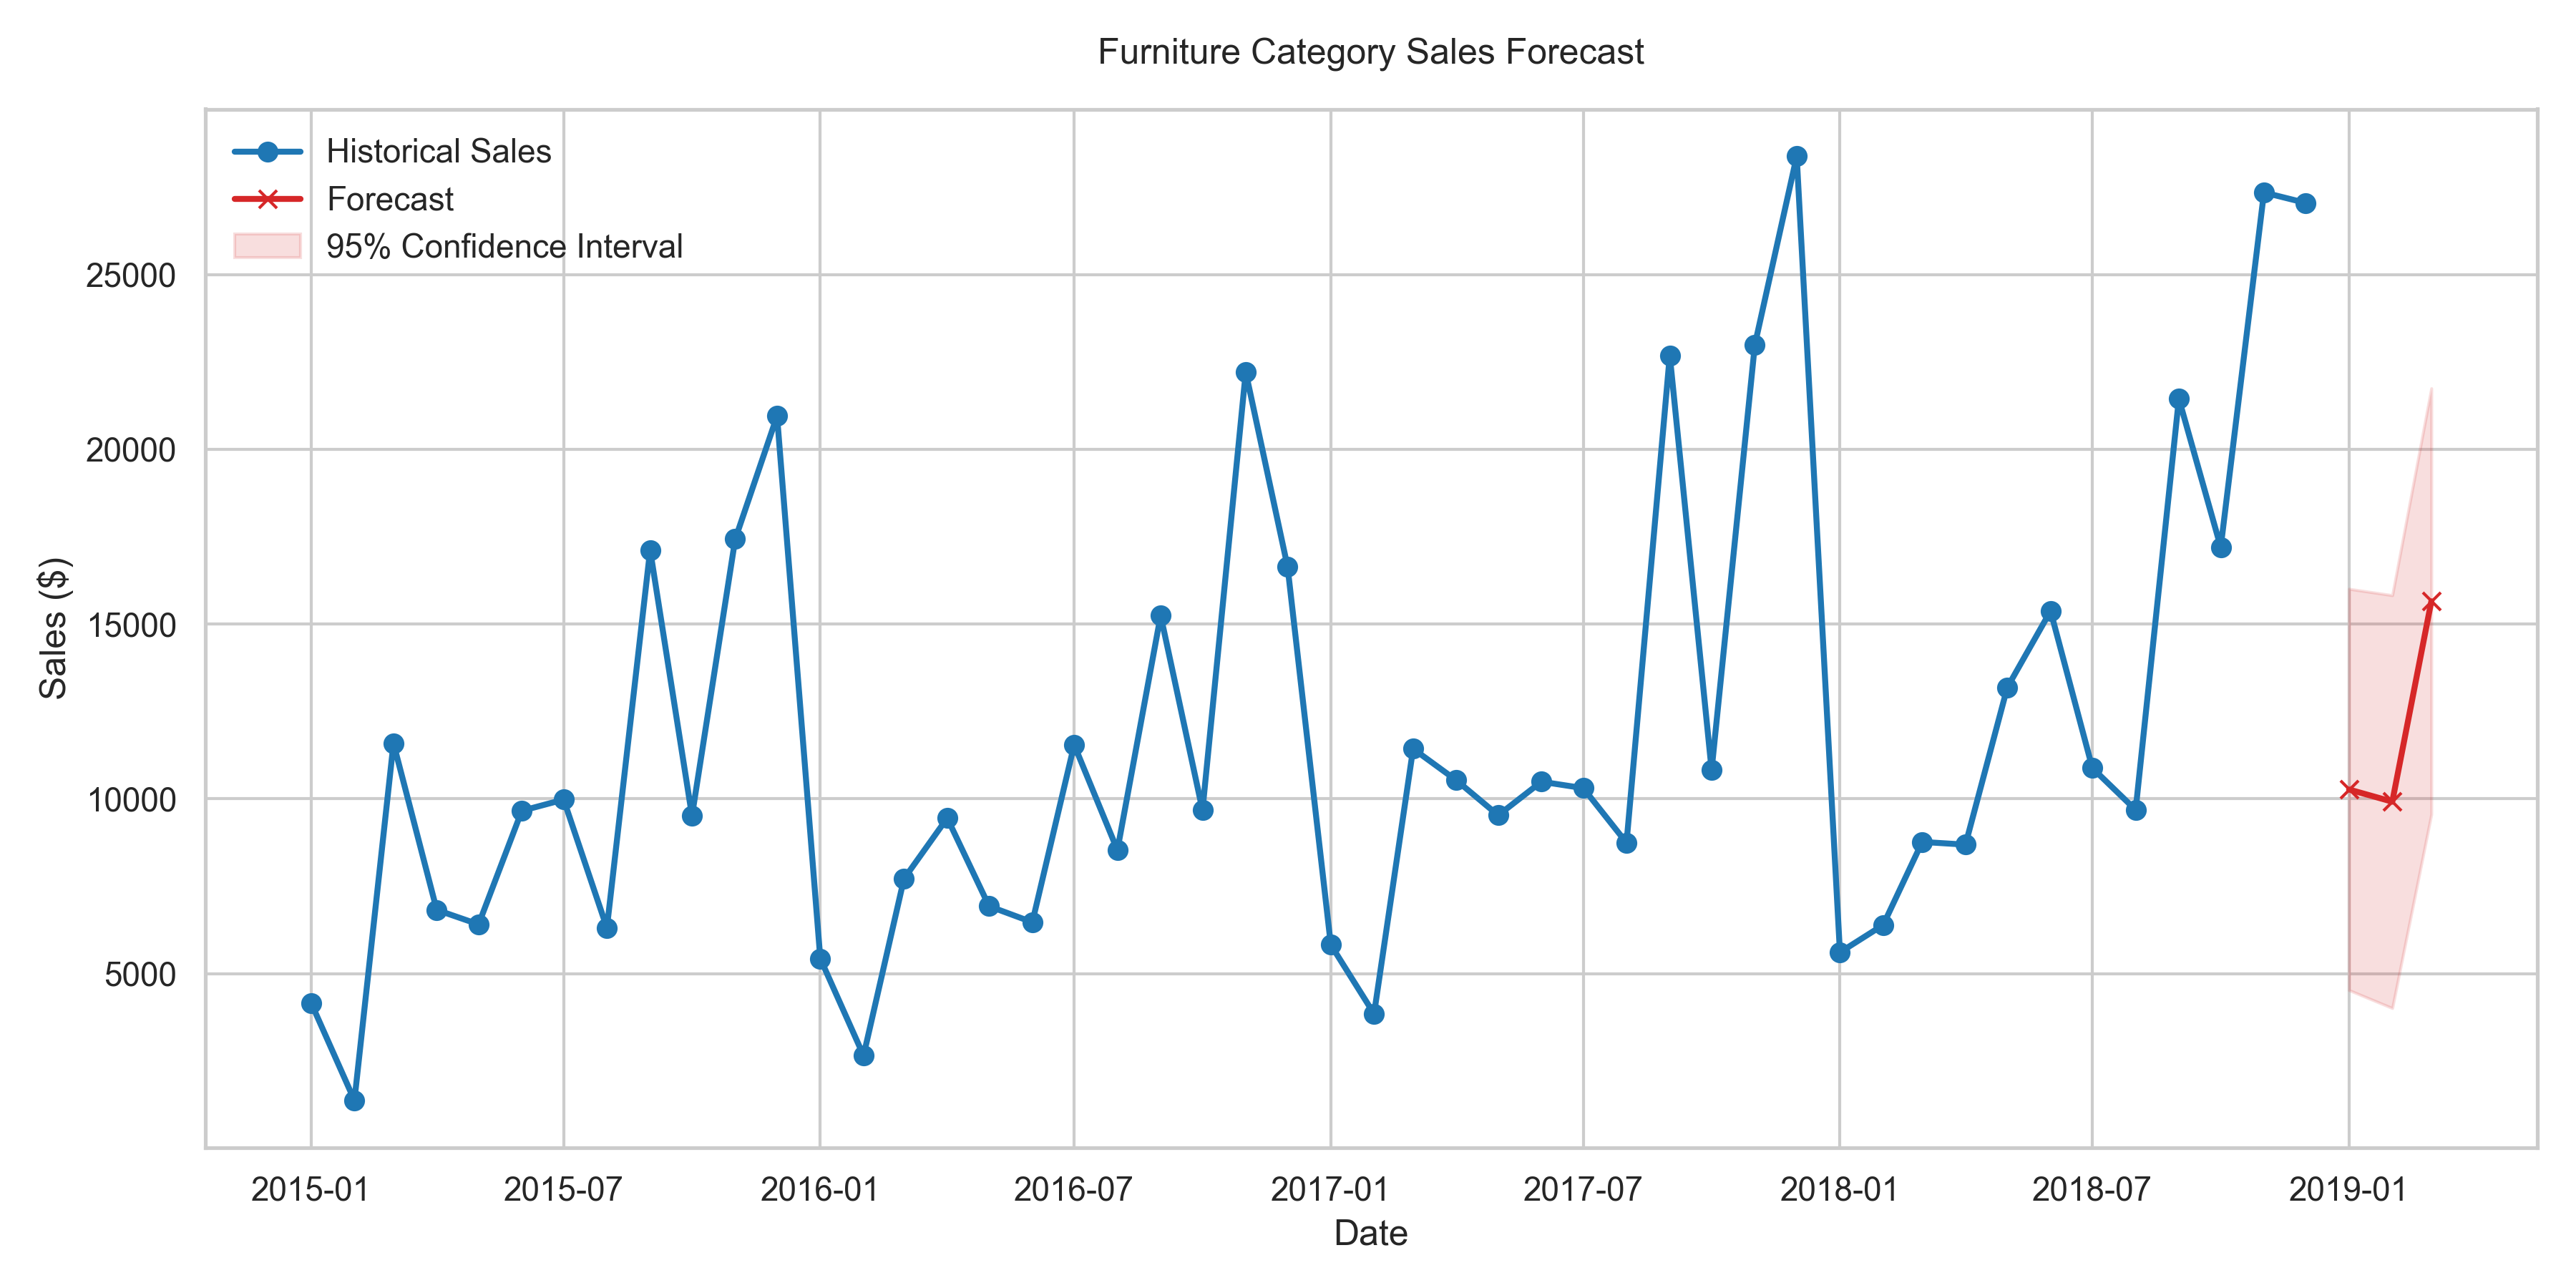 Furniture Category Sales Forecast
Historical Sales
Forecast
95% Confidence Interval
25000
20000
15000
10000
5000
Sales ($)
2015-01 2015-07 2016-01 2016-07 2017-01 2017-07 2018-01 2018-07 2019-01
Date